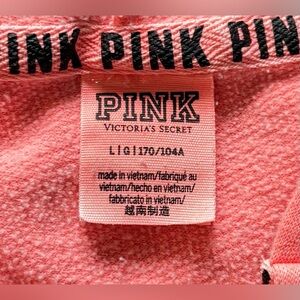 INK PINK PIN
PINK
VICTORIA'S SECRET
L|G|170/104A
made in vietnam/fabriqué au
vietnam/hecho en vietnam/
fabbricato in vietnam/
越南制造